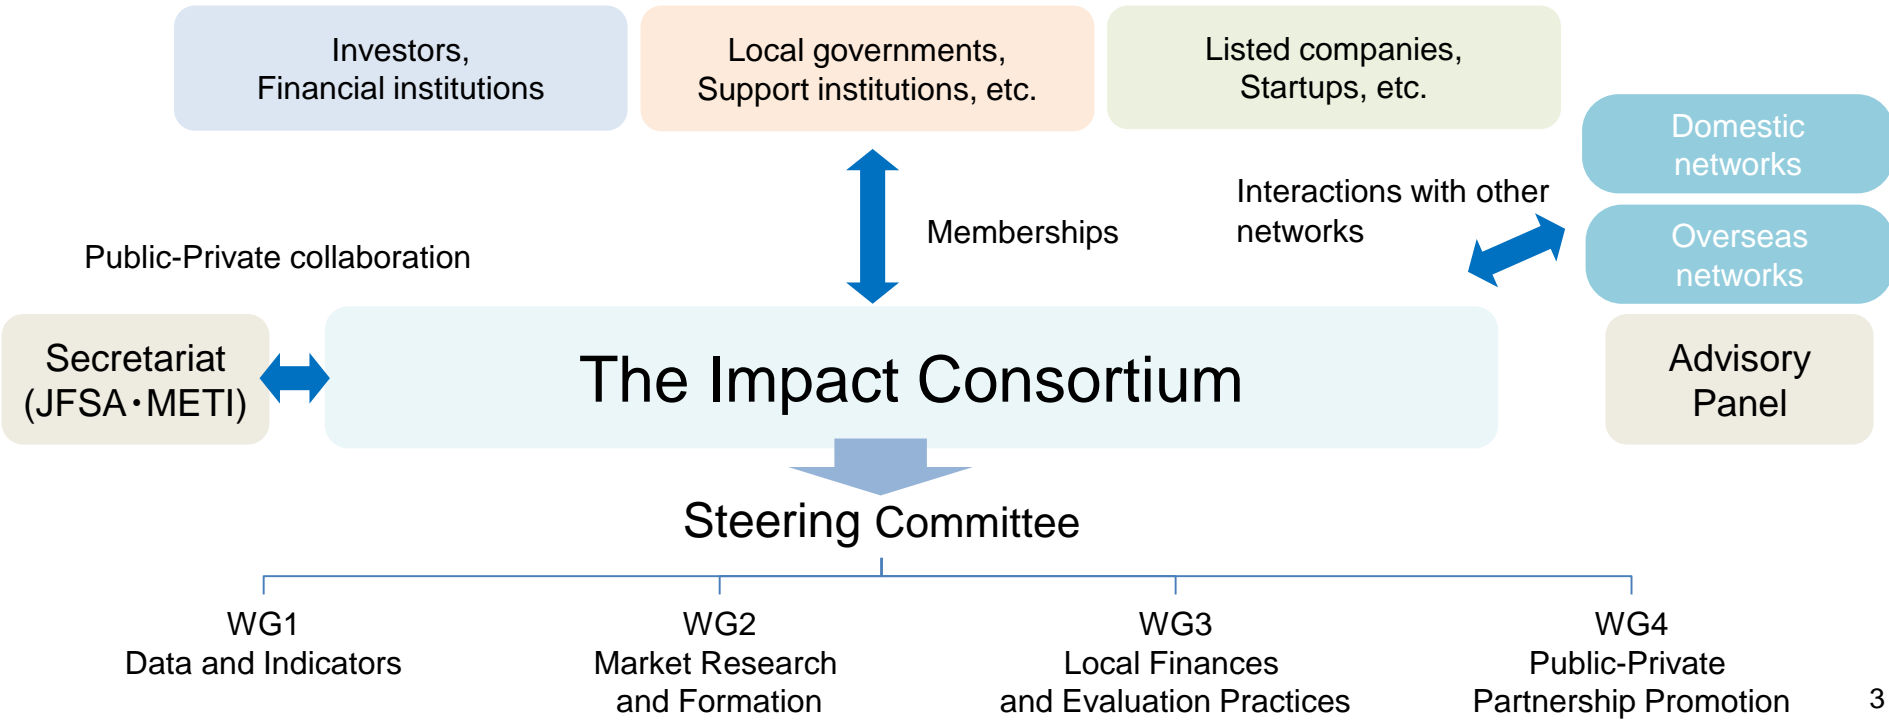 Investors,
Financial institutions
Local governments,
Support institutions, etc.
Listed companies,
Startups, etc.
Domestic
networks
Overseas
networks
Interactions with other
networks
Memberships
Public-Private collaboration
Secretariat
(JFSA・METI)
The Impact Consortium
Advisory
Panel
Steering Committee
WG1
Data and Indicators
WG2
Market Research
and Formation
WG3
Local Finances
and Evaluation Practices
WG4
Public-Private
Partnership Promotion
3